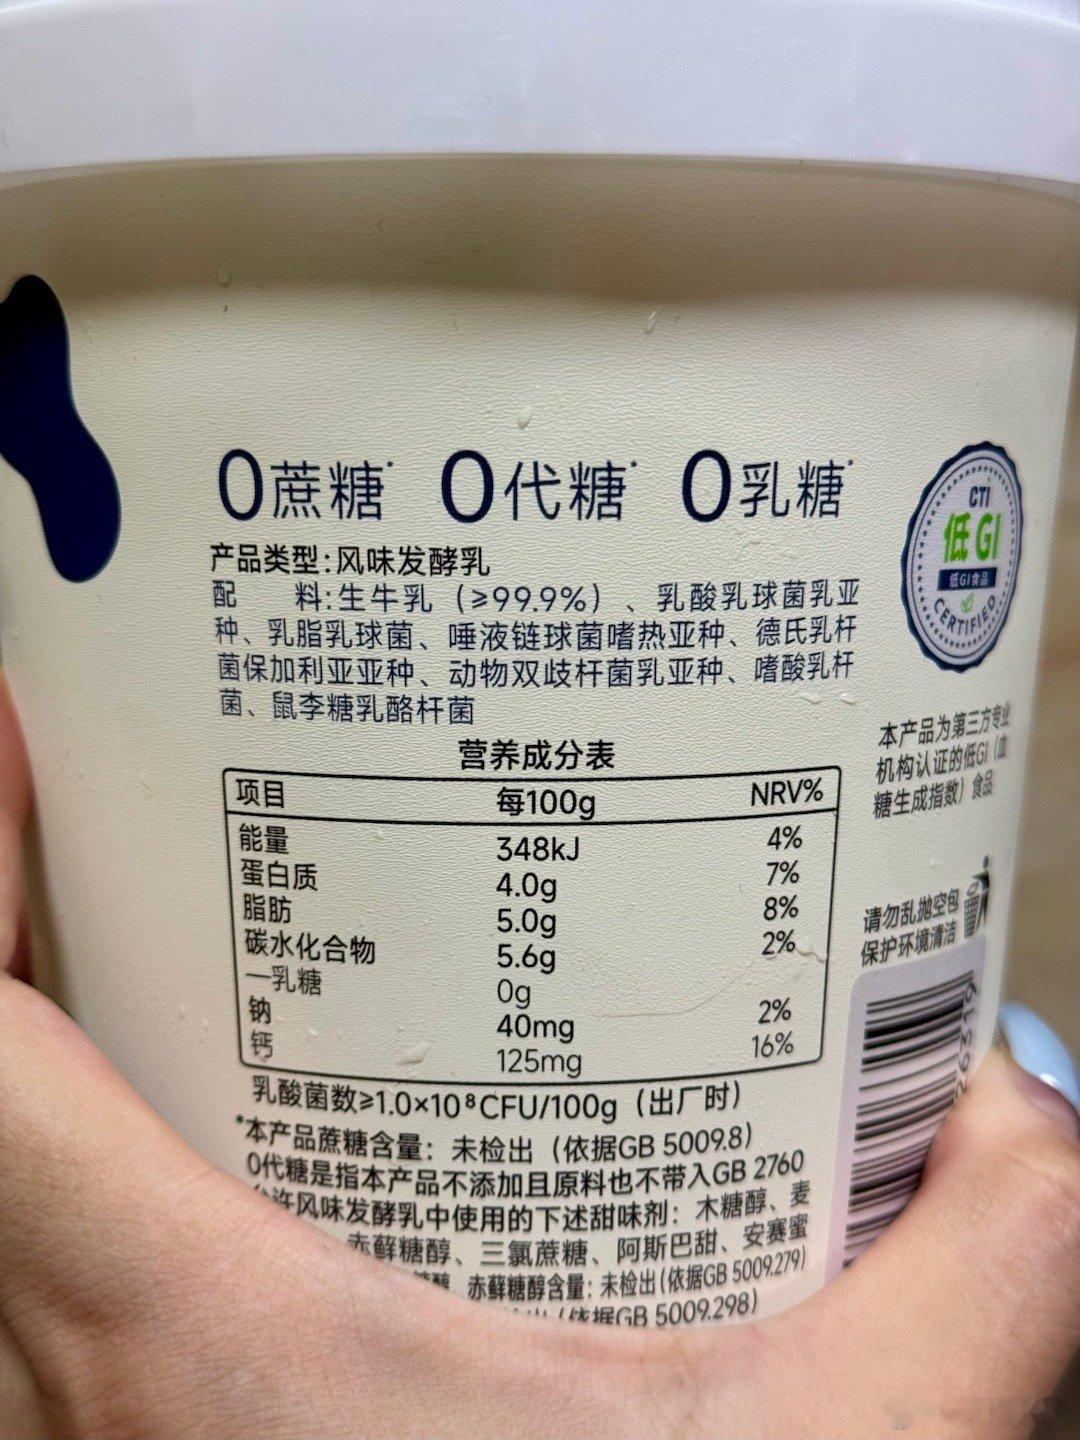 0蔗糖* 0代糖* 0乳糖*
产品类型:风味发酵乳
配 料:生牛乳（≥99.9%）、乳酸乳球菌乳亚
种、乳脂乳球菌、唾液链球菌嗜热亚种、德氏乳杆
菌保加利亚亚种、动物双歧杆菌乳亚种、嗜酸乳杆
菌、鼠李糖乳酪杆菌
营养成分表
项目 每100g NRV%
能量 348kJ 4%
蛋白质 4.0g 7%
脂肪 5.0g 8%
碳水化合物 5.6g 2%
—乳糖 0g
钠 40mg 2%
钙 125mg 16%
乳酸菌数≥1.0×10⁸CFU/100g（出厂时）
*本产品蔗糖含量：未检出（依据GB 5009.8）
0代糖是指本产品不添加且原料也不带入GB 2760
允许风味发酵乳中使用的下述甜味剂：木糖醇、麦
赤藓糖醇、三氯蔗糖、阿斯巴甜、安赛蜜
糖醇、赤藓糖醇含量：未检出(依据GB 5009.279)
(依据GB 5009.298)
CTI
低GI
低GI食品
CERTIFIED
本产品为第三方专业
机构认证的低GI（血
糖生成指数）食品
请勿乱抛空包
保护环境清洁
26319